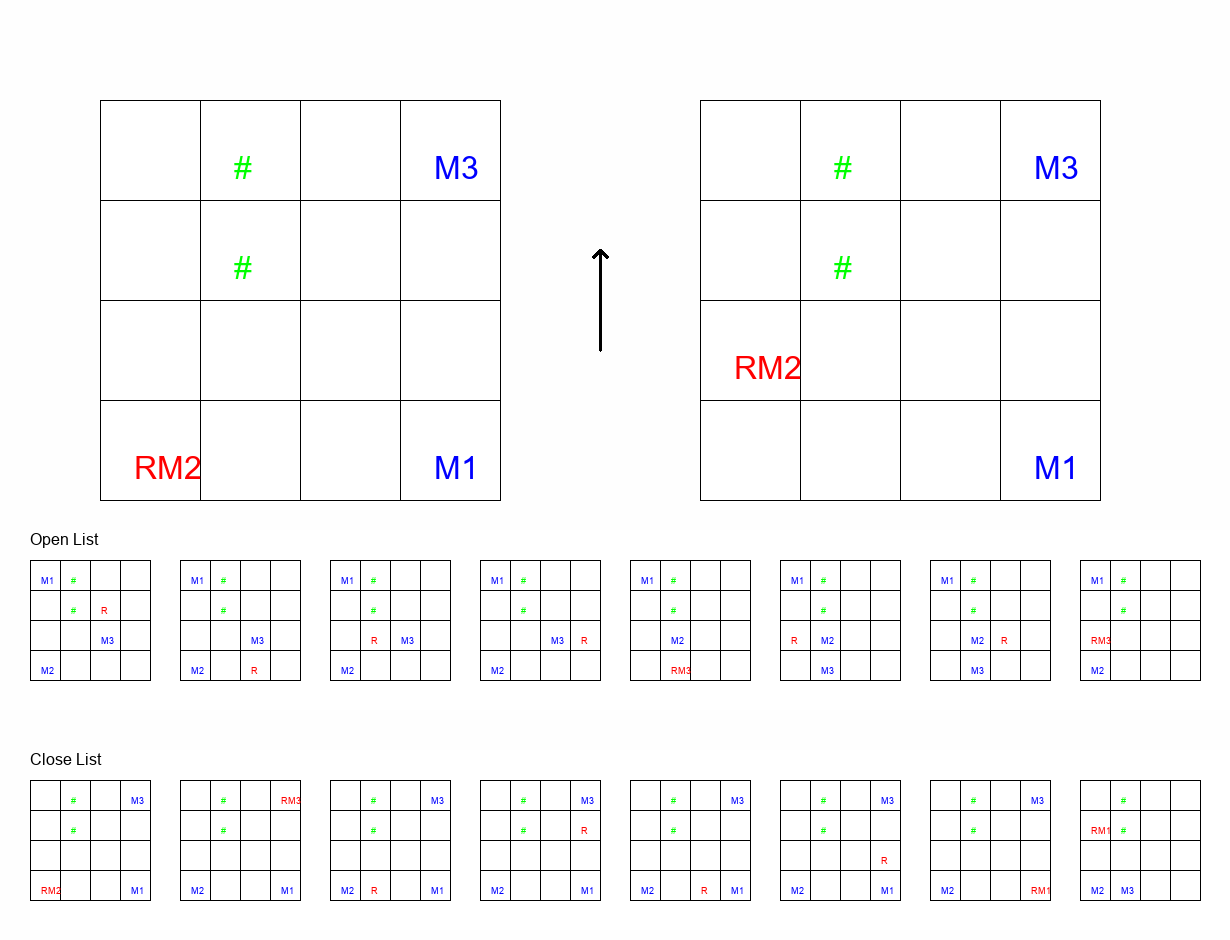 # # M3
# #
RM2
RM2 M1 M1
M3
Open List
M1 # M1 # M1 # M1 # M1 # M1 # M1 # M1 #
# R # # # # # # #
M3 M3 R M3 M3 R M2 R M2 M2 R RM3
M2 M2 R M2 M2 RM3 M3 M3 M2
Close List
# M3 # RM3 # M3 # M3 # M3 # M3 # M3 #
# # # # R # # # RM1 #
R
RM2 M1 M2 M1 M2 R M1 M2 M1 M2 R M1 M2 M1 M2 RM1 M2 M3